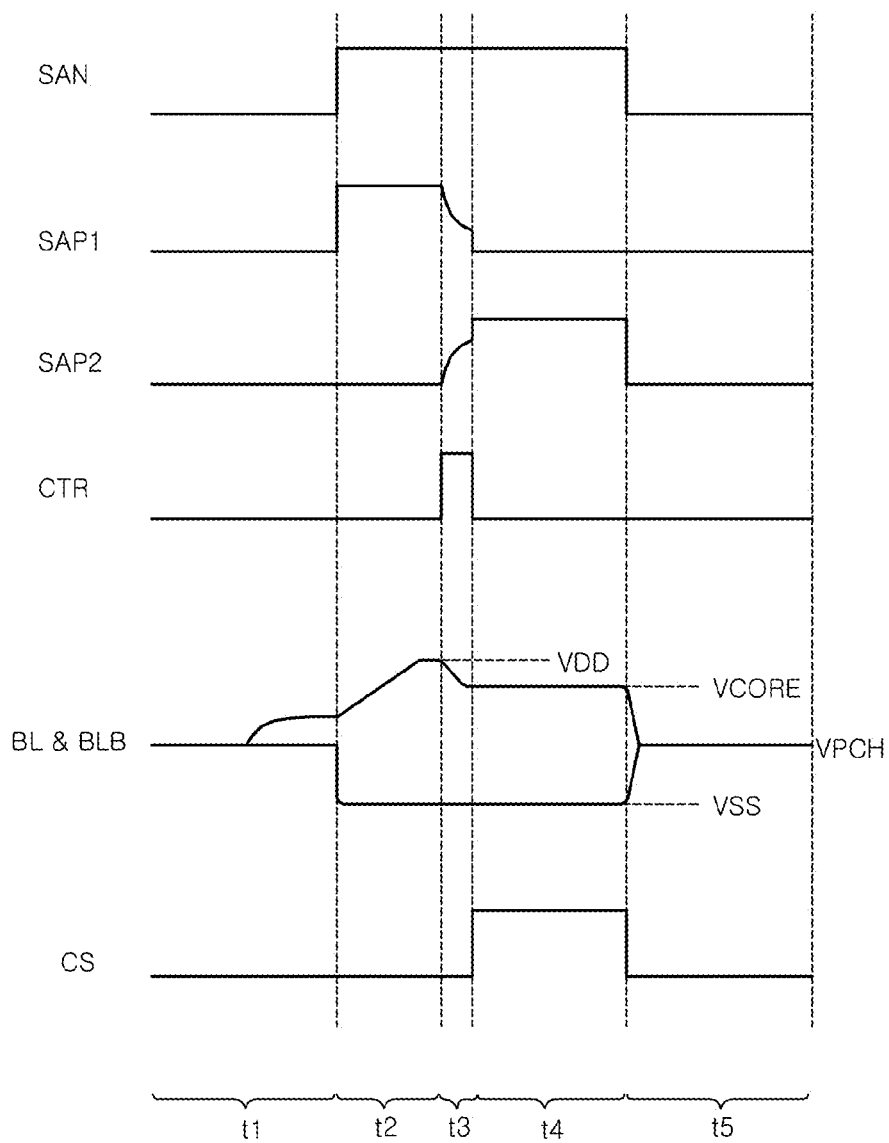 SAN
SAP1
SAP2
CTR
VDD
VCORE
BL & BLB
VPCH
VSS
CS
t1 t2 t3 t4 t5